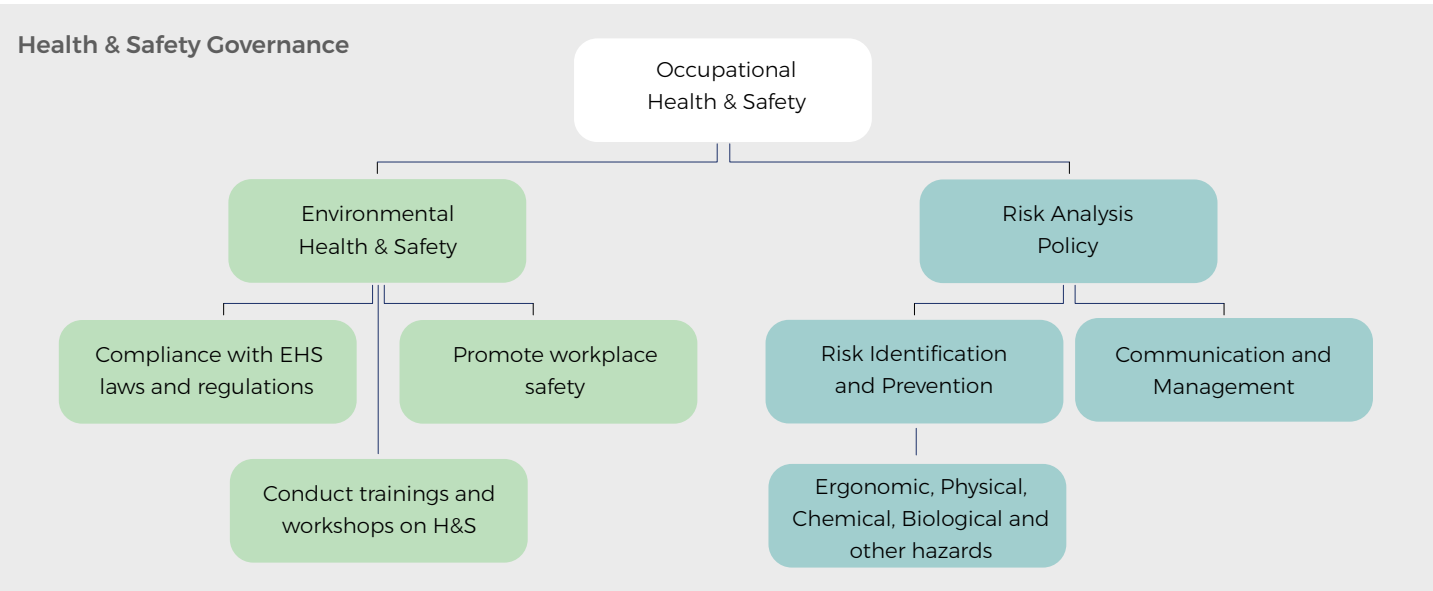 Health & Safety Governance
Occupational
Health & Safety
Environmental
Health & Safety
Risk Analysis
Policy
Compliance with EHS
laws and regulations
Promote workplace
safety
Risk Identification
and Prevention
Communication and
Management
Conduct trainings and
workshops on H&S
Ergonomic, Physical,
Chemical, Biological and
other hazards